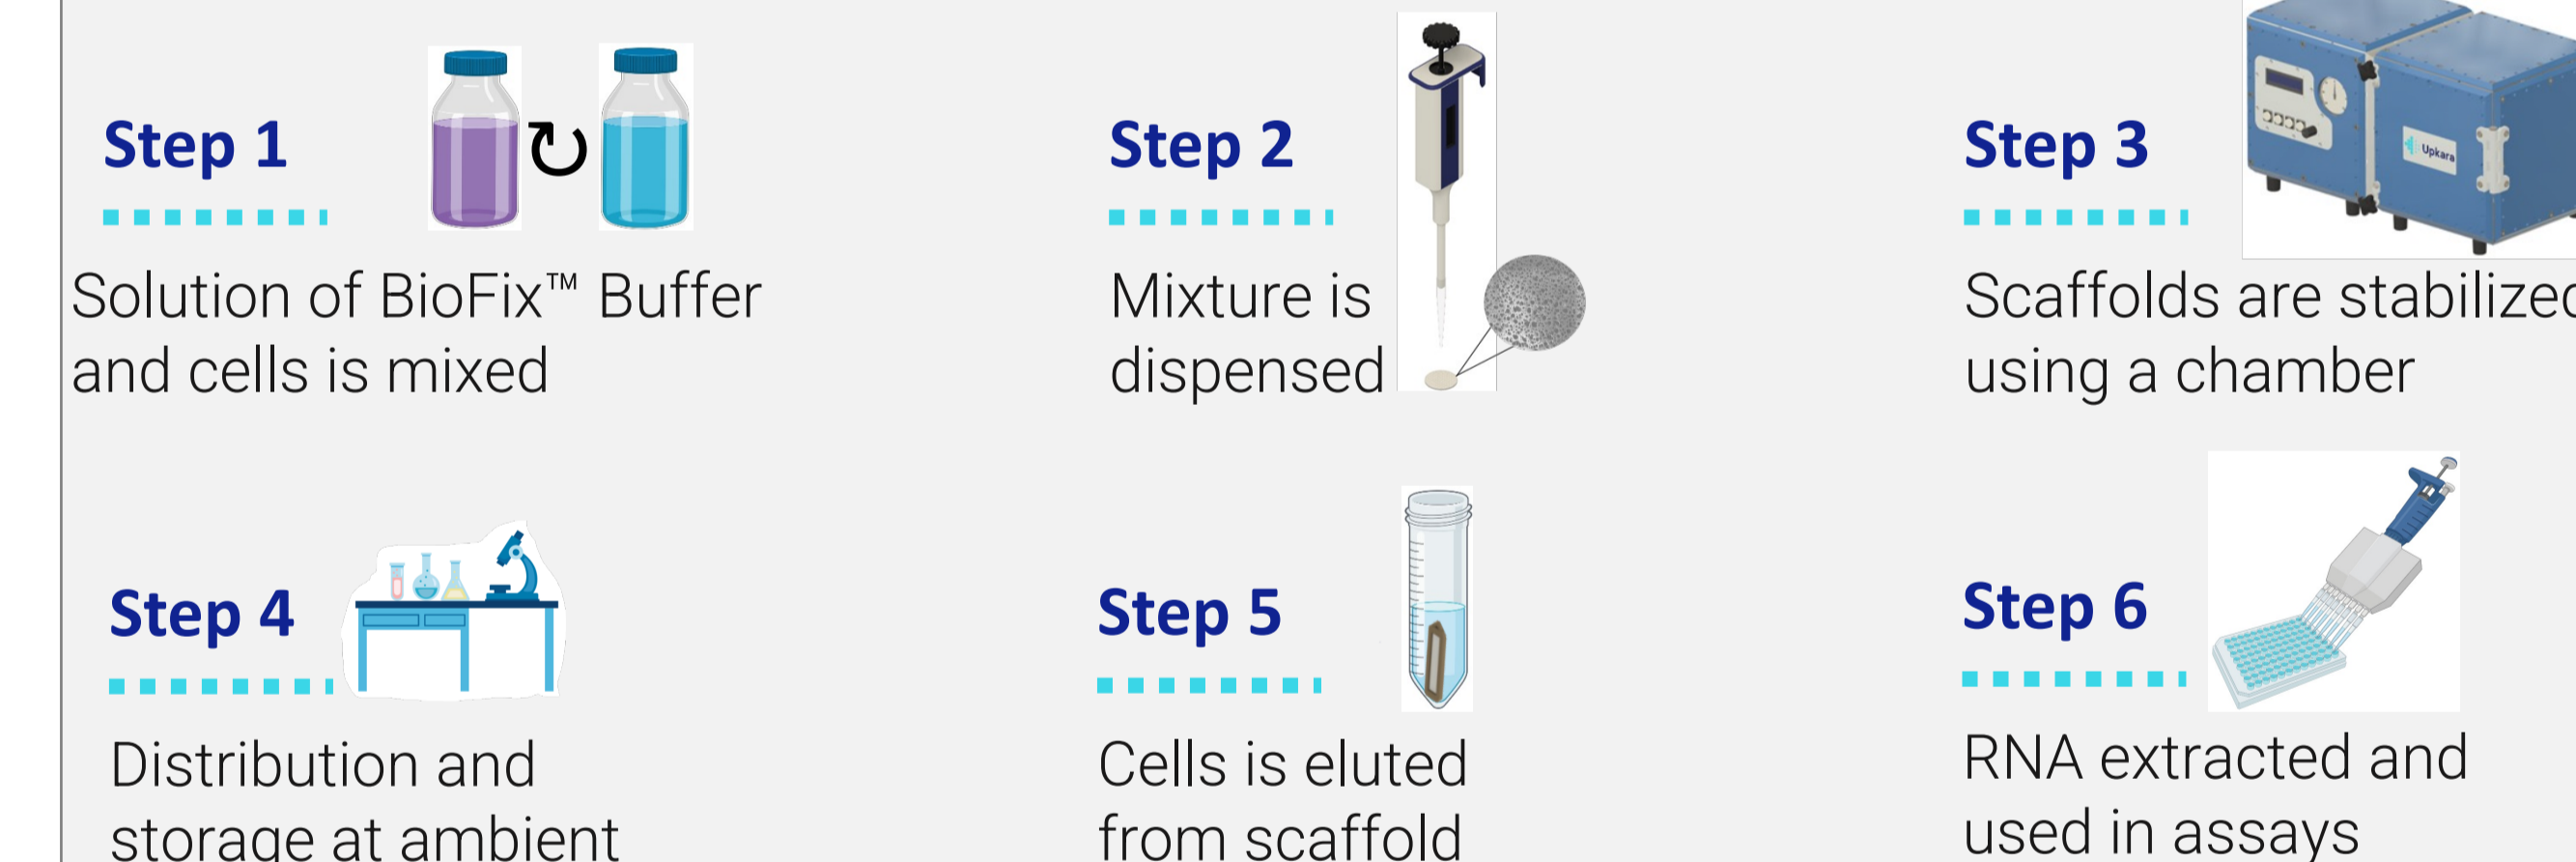 Step 1
Solution of BioFix™ Buffer
and cells is mixed
Step 2
Mixture is
dispensed
Step 3
Upkara
Scaffolds are stabilized
using a chamber
Step 4
Distribution and
storage at ambient
Step 5
Cells is eluted
from scaffold
Step 6
RNA extracted and
used in assays